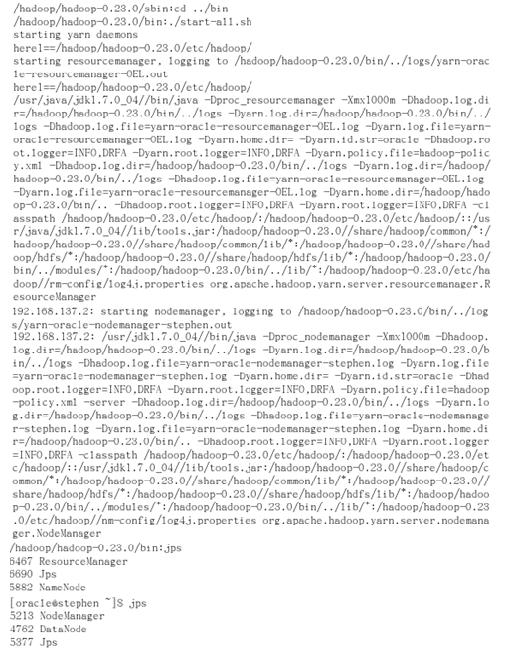 /hadoop/hadoop-0.23.0/sbin:cd ../bin
/hadoop/hadoop-0.23.0/bin:./start-all.sh
starting yarn daemons
here1==/hadoop/hadoop-0.23.0/etc/hadoop/
starting resourcemanager, logging to /hadoop/hadoop-0.23.0/bin/../logs/yarn-orac
le-resourcemanager-OEL.out
here1==/hadoop/hadoop-0.23.0/etc/hadoop/
/usr/java/jdk1.7.0_04//bin/java -Dproc_resourcemanager -Xmx1000m -Dhadoop.log.di
r=/hadoop/hadoop-0.23.0/bin/../logs -Dyarn.log.dir=/hadoop/hadoop-0.23.0/bin/../
logs -Dhadoop.log.file=yarn-oracle-resourcemanager-OEL.log -Dyarn.log.file=yarn-
oracle-resourcemanager-OEL.log -Dyarn.home.dir= -Dyarn.id.str=oracle -Dhadoop.ro
ot.logger=INFO,DRFA -Dyarn.root.logger=INFO,DRFA -Dyarn.policy.file=hadoop-polic
y.xml -Dhadoop.log.dir=/hadoop/hadoop-0.23.0/bin/../logs -Dyarn.log.dir=/hadoop/
hadoop-0.23.0/bin/../logs -Dhadoop.log.file=yarn-oracle-resourcemanager-OEL.log
-Dyarn.log.file=yarn-oracle-resourcemanager-OEL.log -Dyarn.home.dir=/hadoop/hado
op-0.23.0/bin/.. -Dhadoop.root.logger=INFO,DRFA -Dyarn.root.logger=INFO,DRFA -cl
asspath /hadoop/hadoop-0.23.0/etc/hadoop/:/hadoop/hadoop-0.23.0/etc/hadoop/::/us
r/java/jdk1.7.0_04//lib/tools.jar:/hadoop/hadoop-0.23.0//share/hadoop/common/*:/
hadoop/hadoop-0.23.0//share/hadoop/common/lib/*:/hadoop/hadoop-0.23.0//share/had
oop/hdfs/*:/hadoop/hadoop-0.23.0//share/hadoop/hdfs/lib/*:/hadoop/hadoop-0.23.0/
bin/../modules/*:/hadoop/hadoop-0.23.0/bin/../lib/*:/hadoop/hadoop-0.23.0/etc/ha
doop//rm-config/log4j.properties org.apache.hadoop.yarn.server.resourcemanager.R
esourceManager
192.168.137.2: starting nodemanager, logging to /hadoop/hadoop-0.23.0/bin/../log
s/yarn-oracle-nodemanager-stephen.out
192.168.137.2: /usr/jdk1.7.0_04//bin/java -Dproc_nodemanager -Xmx1000m -Dhadoop.
log.dir=/hadoop/hadoop-0.23.0/bin/../logs -Dyarn.log.dir=/hadoop/hadoop-0.23.0/b
in/../logs -Dhadoop.log.file=yarn-oracle-nodemanager-stephen.log -Dyarn.log.file
=yarn-oracle-nodemanager-stephen.log -Dyarn.home.dir= -Dyarn.id.str=oracle -Dhad
oop.root.logger=INFO,DRFA -Dyarn.root.logger=INFO,DRFA -Dyarn.policy.file=hadoop
-policy.xml -server -Dhadoop.log.dir=/hadoop/hadoop-0.23.0/bin/../logs -Dyarn.lo
g.dir=/hadoop/hadoop-0.23.0/bin/../logs -Dhadoop.log.file=yarn-oracle-nodemanage
r-stephen.log -Dyarn.log.file=yarn-oracle-nodemanager-stephen.log -Dyarn.home.di
r=/hadoop/hadoop-0.23.0/bin/.. -Dhadoop.root.logger=INFO,DRFA -Dyarn.root.logger
=INFO,DRFA -classpath /hadoop/hadoop-0.23.0/etc/hadoop/:/hadoop/hadoop-0.23.0/et
c/hadoop/::/usr/jdk1.7.0_04//lib/tools.jar:/hadoop/hadoop-0.23.0//share/hadoop/c
ommon/*:/hadoop/hadoop-0.23.0//share/hadoop/common/lib/*:/hadoop/hadoop-0.23.0//
share/hadoop/hdfs/*:/hadoop/hadoop-0.23.0//share/hadoop/hdfs/lib/*:/hadoop/hadoo
p-0.23.0/bin/../modules/*:/hadoop/hadoop-0.23.0/bin/../lib/*:/hadoop/hadoop-0.23
.0/etc/hadoop//nm-config/log4j.properties org.apache.hadoop.yarn.server.nodemana
ger.NodeManager
/hadoop/hadoop-0.23.0/bin:jps
6467 ResourceManager
6690 Jps
5882 NameNode
[oracle@stephen ~]$ jps
5213 NodeManager
4762 DataNode
5377 Jps